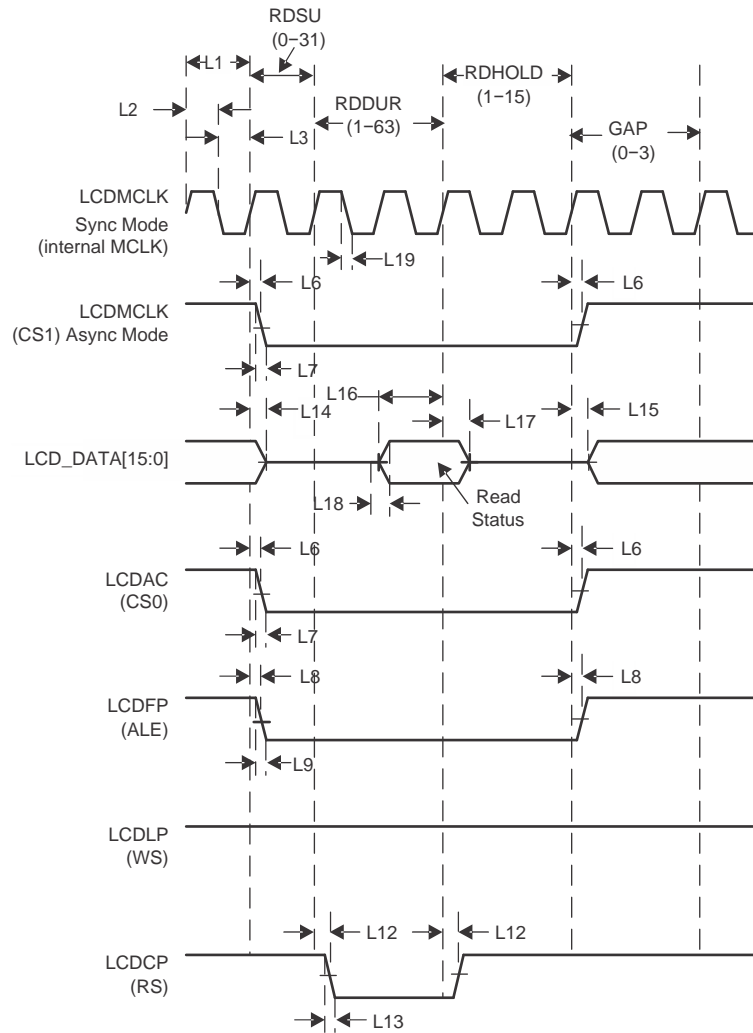 RDSU
(0−31)
L1
RDHOLD
(1−15)
L2
RDDUR
(1−63)
GAP
(0−3)
L3
LCDMCLK
Sync Mode
(internal MCLK)
L19
L6
L6
LCDMCLK
(CS1) Async Mode
L7
L16
L14
L17
L15
LCD_DATA[15:0]
L18
Read
Status
L6
L6
LCDAC
(CS0)
L7
L8
L8
LCDFP
(ALE)
L9
LCDLP
(WS)
L12
L12
LCDCP
(RS)
L13